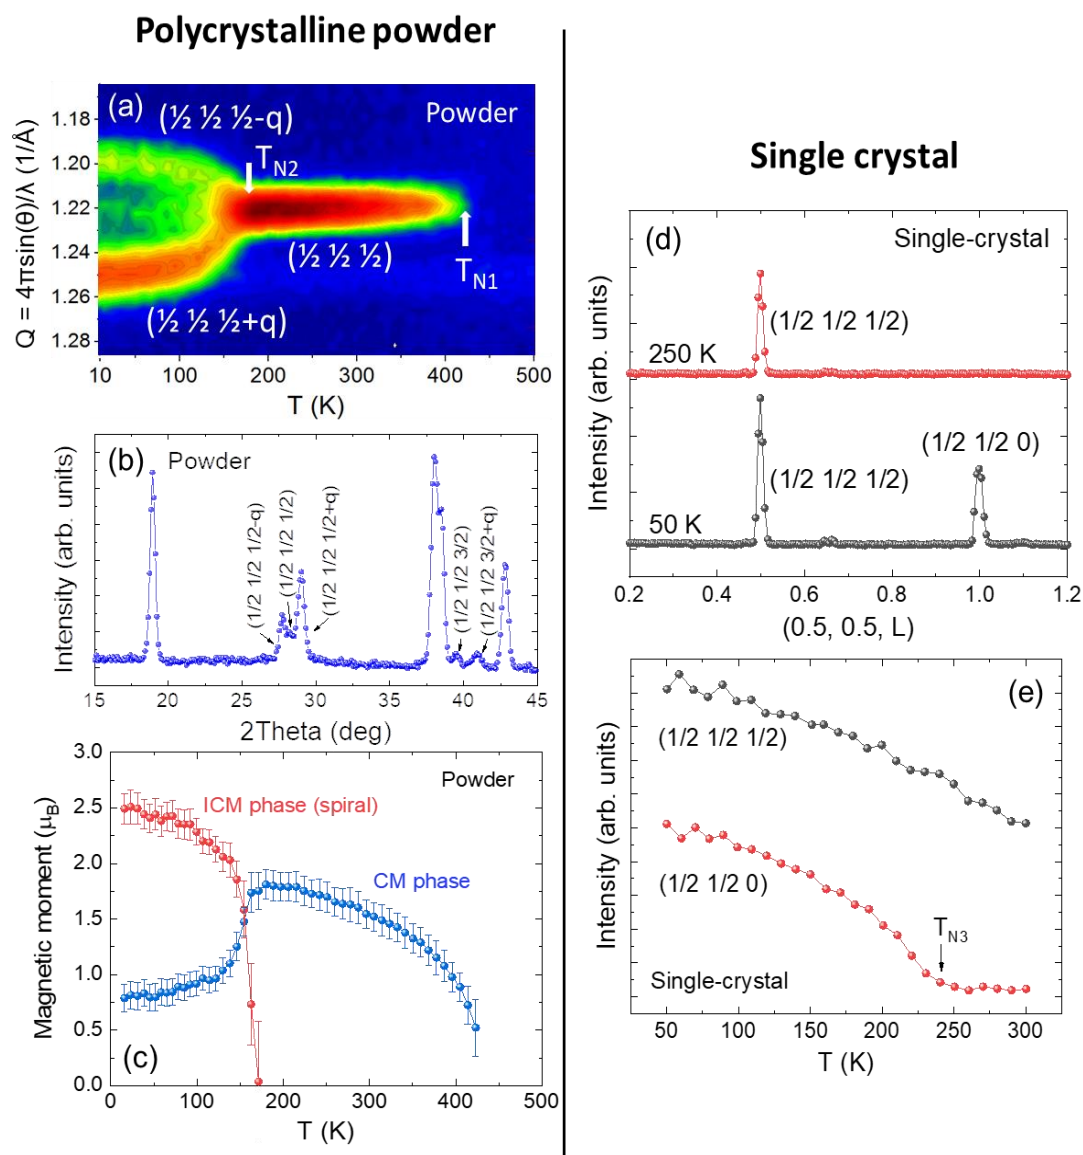 Polycrystalline powder
(a)
Powder
(½ ½ ½-q)
T_N2
(½ ½ ½)
T_N1
(½ ½ ½+q)
Q = 4πsin(θ)/λ (1/Å)
1.18
1.20
1.22
1.24
1.26
1.28
10
100
200
300
400
500
T (K)
(b)
Powder
Intensity (arb. units)
(1/2 1/2 1/2-q)
(1/2 1/2 1/2)
(1/2 1/2 1/2+q)
(1/2 1/2 3/2)
(1/2 1/2 3/2+q)
15
20
25
30
35
40
45
2Theta (deg)
Powder
ICM phase (spiral)
CM phase
(c)
Magnetic moment (μ_B)
3.0
2.5
2.0
1.5
1.0
0.5
0.0
0
100
200
300
400
500
T (K)
Single crystal
(d)
Single-crystal
Intensity (arb. units)
(1/2 1/2 1/2)
250 K
(1/2 1/2 0)
(1/2 1/2 1/2)
50 K
0.2
0.4
0.6
0.8
1.0
1.2
(0.5, 0.5, L)
(e)
Intensity (arb. units)
(1/2 1/2 1/2)
(1/2 1/2 0)
T_N3
Single-crystal
50
100
150
200
250
300
T (K)